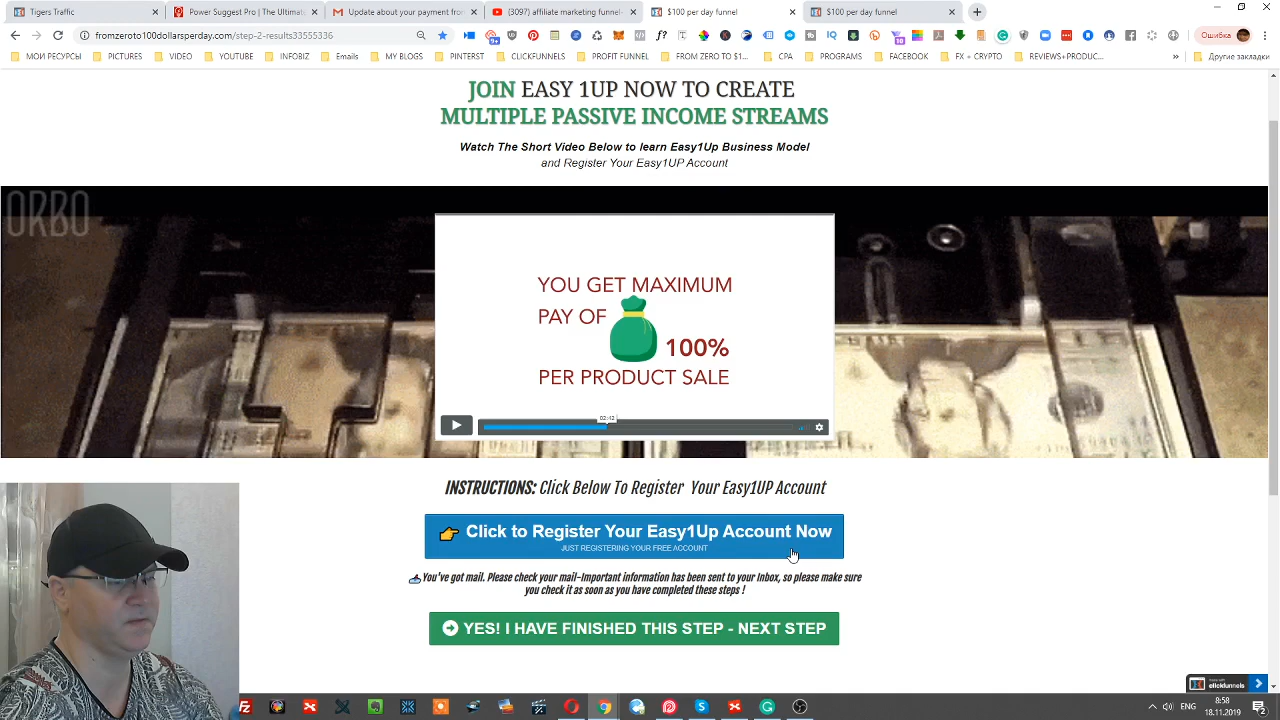 Tigers Traffic
Power Suggest Pro | The Ultimat
Update about your payment from
(3097) affiliate marketing funnel-
$100 per day funnel
$100 per day funnel
fromzeroto100dollarsperday.com/step-2-results33555336
Ошибка
МОИ РЕСУРСЫ
PICTURES
VIDEO
YOUTUBE
INFOBIZ
Emails
MY BLOGS
PINTEREST
CLICKFUNNELS
PROFIT FUNNEL
FROM ZERO TO $1...
CPA
PROGRAMS
FACEBOOK
FX + CRYPTO
REVIEWS+PRODUC...
»
Другие закладки
JOIN EASY 1UP NOW TO CREATE
MULTIPLE PASSIVE INCOME STREAMS
Watch The Short Video Below to learn Easy1Up Business Model
and Register Your Easy1UP Account
ORBO
YOU GET MAXIMUM
PAY OF
100%
PER PRODUCT SALE
02:42
INSTRUCTIONS: Click Below To Register Your Easy1UP Account
Click to Register Your Easy1Up Account Now
JUST REGISTERING YOUR FREE ACCOUNT
You've got mail. Please check your mail-Important information has been sent to your Inbox, so please make sure
you check it as soon as you have completed these steps !
YES! I HAVE FINISHED THIS STEP - NEXT STEP
clickfunnels
ENG
8:58
18.11.2019
2